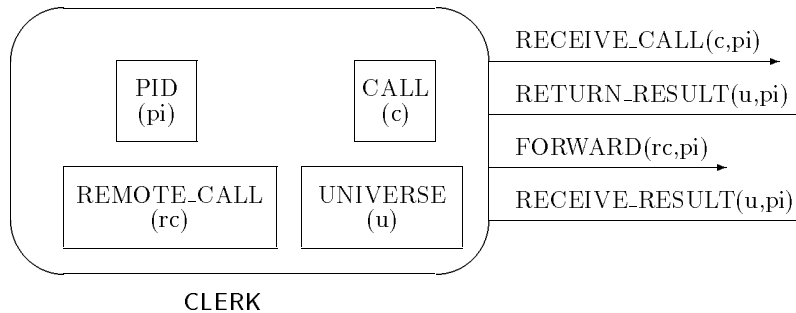 RECEIVE_CALL(c,pi)
PID
(pi)
CALL
(c)
RETURN_RESULT(u,pi)
FORWARD(rc,pi)
REMOTE_CALL
(rc)
UNIVERSE
(u)
RECEIVE_RESULT(u,pi)
CLERK